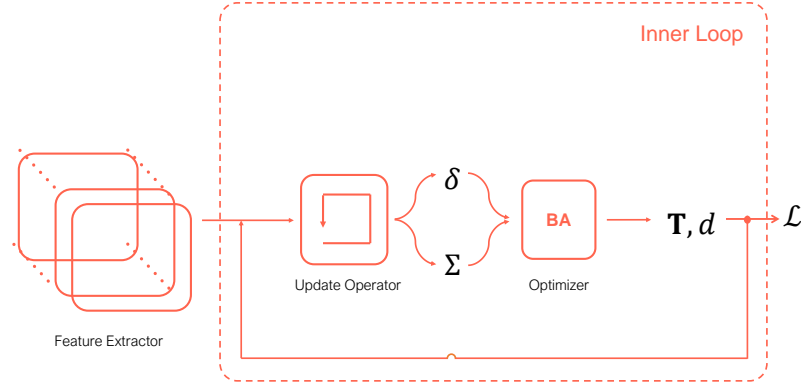 Inner Loop
δ
BA
T, d
ℒ
Σ
Update Operator
Optimizer
Feature Extractor